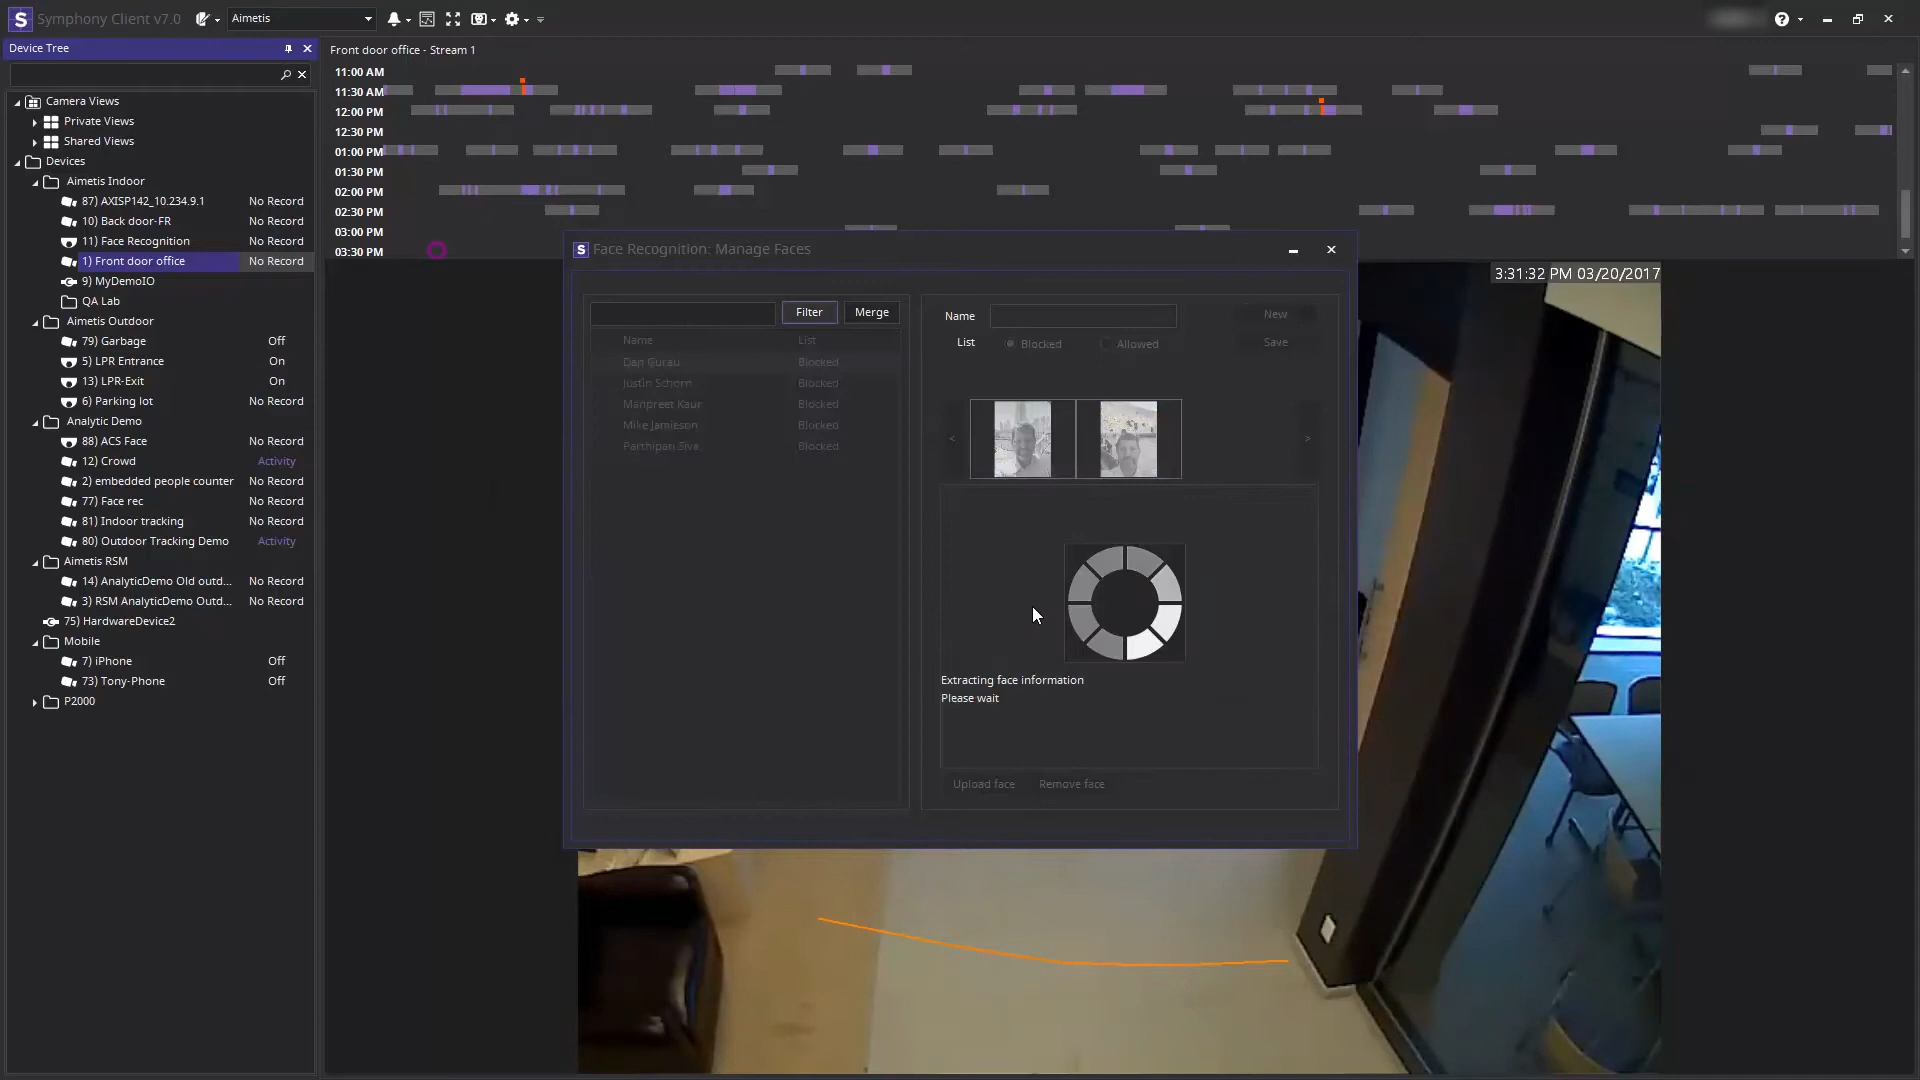 Symphony Client v7.0
Aimetis
Device Tree
Front door office - Stream 1
Camera Views
Private Views
Shared Views
Devices
Aimetis Indoor
87) AXISP142_10.234.9.1 No Record
10) Back door-FR No Record
11) Face Recognition No Record
1) Front door office No Record
9) MyDemoIO
QA Lab
Aimetis Outdoor
79) Garbage Off
5) LPR Entrance On
13) LPR-Exit On
6) Parking lot No Record
Analytic Demo
88) ACS Face No Record
12) Crowd Activity
2) embedded people counter No Record
77) Face rec No Record
81) Indoor tracking No Record
80) Outdoor Tracking Demo Activity
Aimetis RSM
14) AnalyticDemo Old outd... No Record
3) RSM AnalyticDemo Outd... No Record
75) HardwareDevice2
Mobile
7) iPhone Off
73) Tony-Phone Off
P2000
11:00 AM
11:30 AM
12:00 PM
12:30 PM
01:00 PM
01:30 PM
02:00 PM
02:30 PM
03:00 PM
03:30 PM
3:31:32 PM 03/20/2017
Face Recognition: Manage Faces
Filter Merge
Name List
Dan Gurau Blocked
Justin Schorn Blocked
Manpreet Kaur Blocked
Mike Jamieson Blocked
Parthipan Siva Blocked
Name New
List Blocked Allowed Save
< >
Extracting face information
Please wait
Upload face Remove face